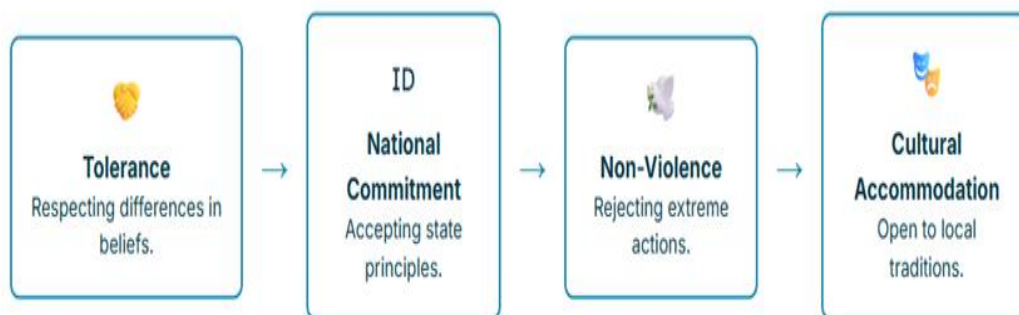 Tolerance
Respecting differences in
beliefs.
→
ID
National
Commitment
Accepting state
principles.
→
Non-Violence
Rejecting extreme
actions.
→
Cultural
Accommodation
Open to local
traditions.